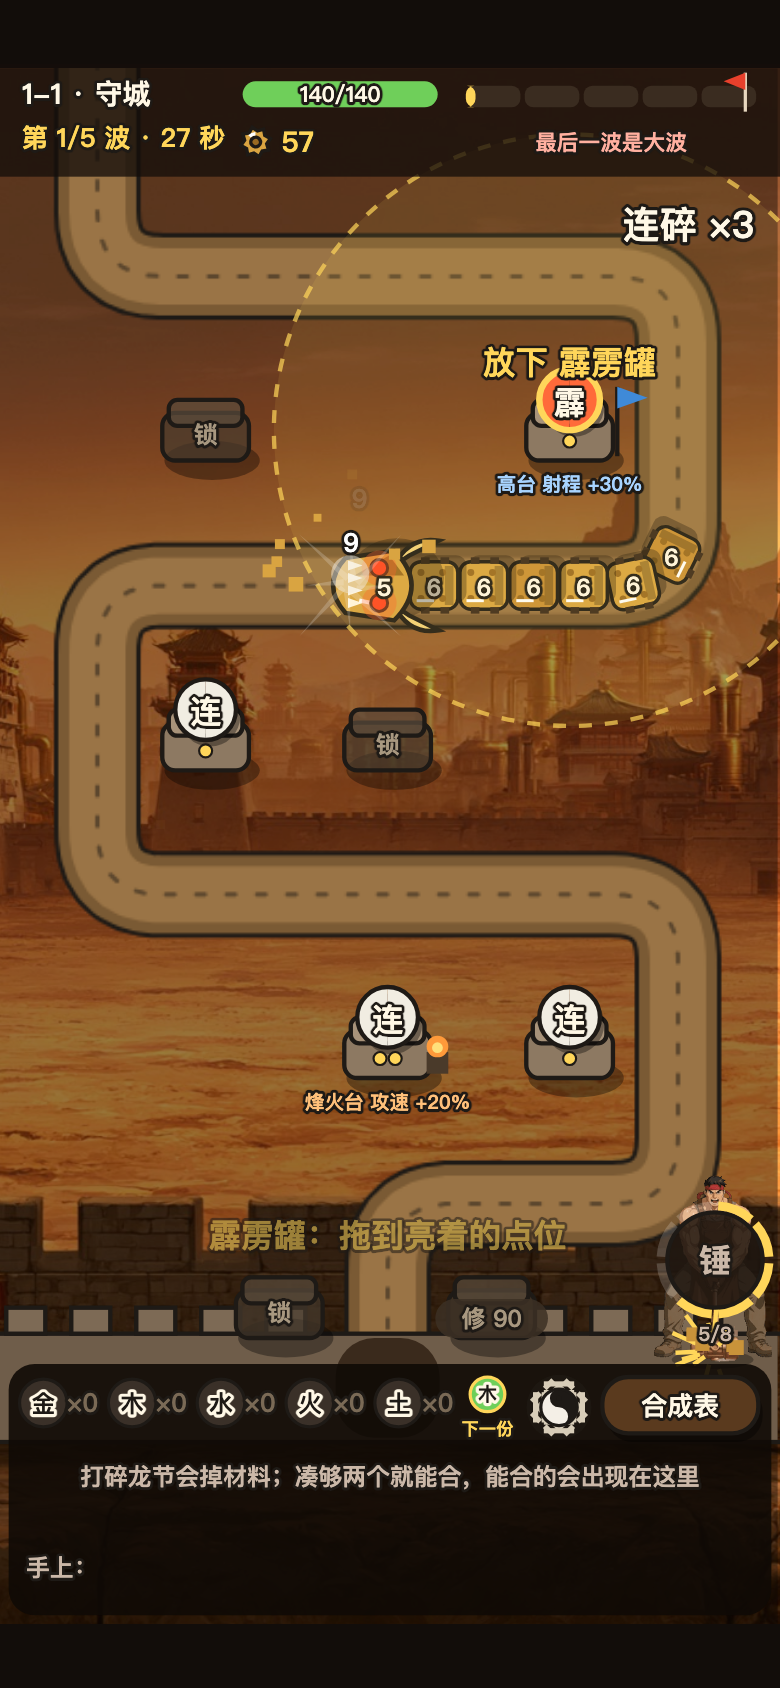 1-1 · 守城
140/140
第 1/5 波 · 27 秒
57
最后一波是大波
连碎 ×3
放下 霹雳罐
霹
锁
高台 射程 +30%
9
9
5
6
6
6
6
6
6
连
锁
连
连
烽火台 攻速 +20%
霹雳罐：拖到亮着的点位
锤
5/8
锁
修 90
金 ×0
木 ×0
水 ×0
火 ×0
土 ×0
木
下一份
合成表
打碎龙节会掉材料；凑够两个就能合，能合的会出现在这里
手上：